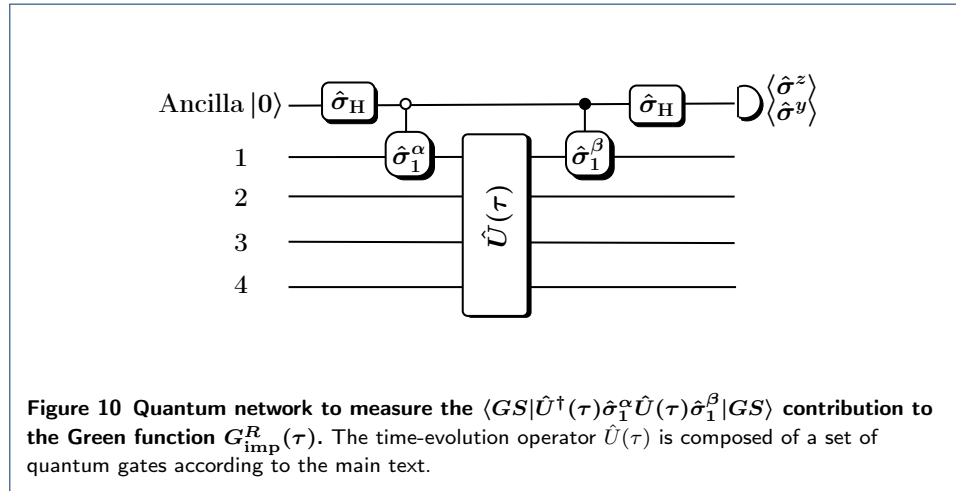 Ancilla |0⟩ σ̂_H σ̂_H ⟨σ̂^z⟩
⟨σ̂^y⟩
1 σ̂_1^α σ̂_1^β
2
Û(τ)
3
4
Figure 10 Quantum network to measure the ⟨GS|Û†(τ)σ̂_1^αÛ(τ)σ̂_1^β|GS⟩ contribution to
the Green function G_imp^R(τ). The time-evolution operator Û(τ) is composed of a set of
quantum gates according to the main text.